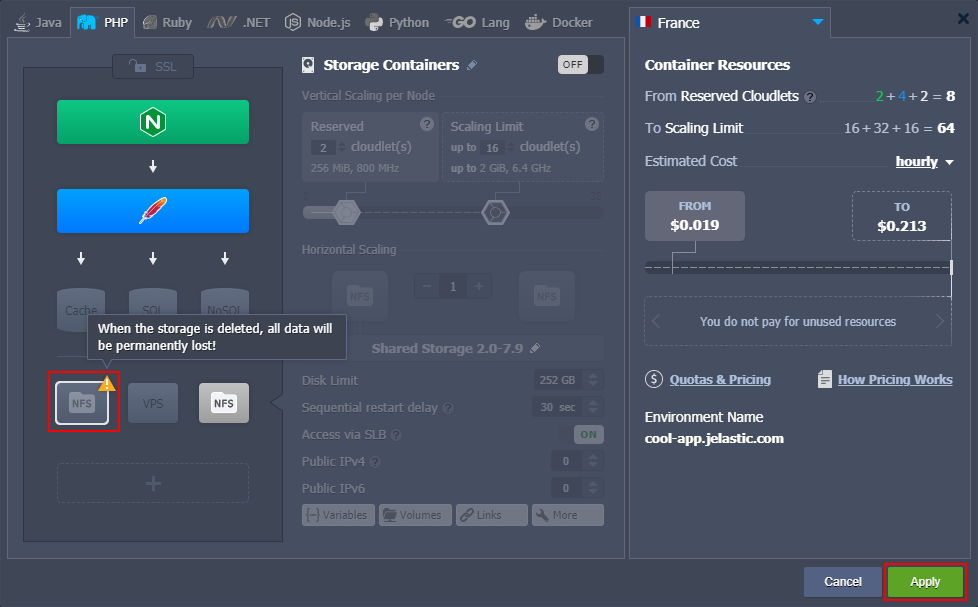 Java
PHP
Ruby
.NET
Node.js
Python
GO Lang
Docker
France
SSL
N
Cache
SQL
NoSQL
When the storage is deleted, all data will
be permanently lost!
NFS
VPS
NFS
Storage Containers
OFF
Vertical Scaling per Node
Reserved ?
2 cloudlet(s)
256 MiB, 800 MHz
Scaling Limit ?
up to 16 cloudlet(s)
up to 2 GiB, 6.4 GHz
Horizontal Scaling
NFS
1
NFS
Shared Storage 2.0-7.9
Disk Limit 252 GB
Sequential restart delay ? 30 sec
Access via SLB ? ON
Public IPv4 ? 0
Public IPv6 0
Variables
Volumes
Links
More
Container Resources
From Reserved Cloudlets ? 2 + 4 + 2 = 8
To Scaling Limit 16 + 32 + 16 = 64
Estimated Cost hourly
FROM
$0.019
TO
$0.213
You do not pay for unused resources
$ Quotas & Pricing
How Pricing Works
Environment Name
cool-app.jelastic.com
Cancel
Apply